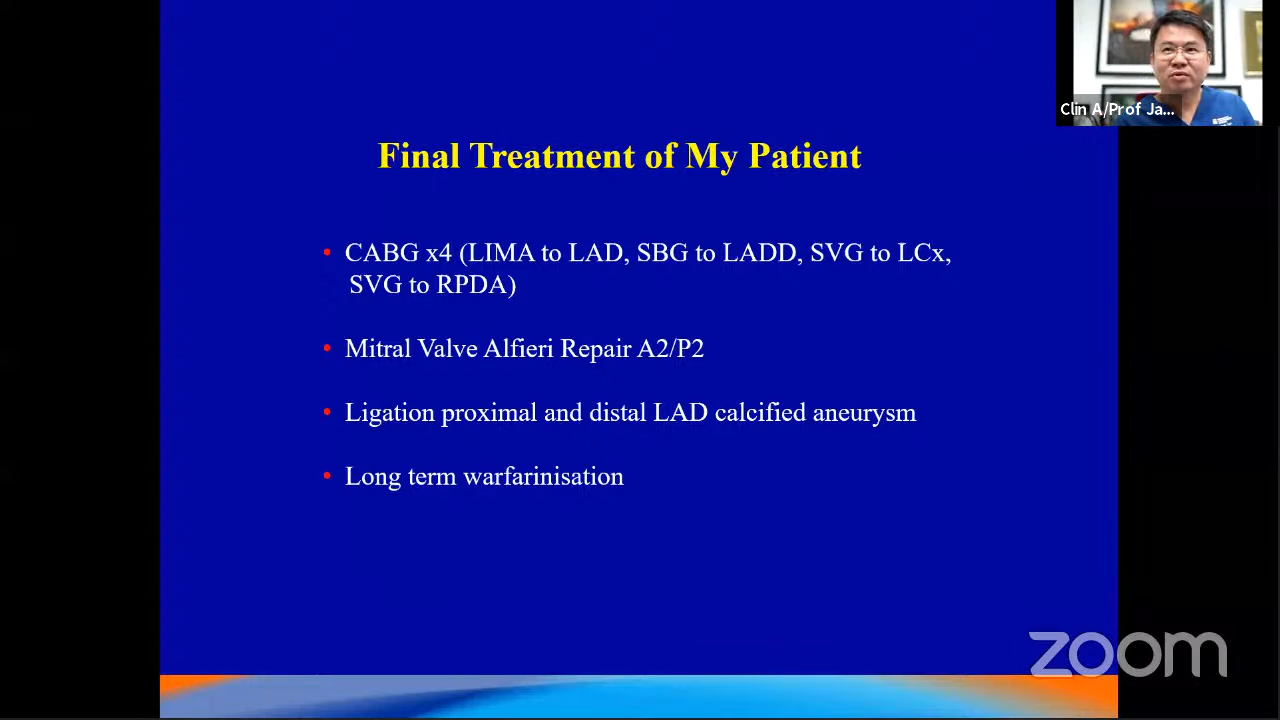 Clin A/Prof Ja...
Final Treatment of My Patient
• CABG x4 (LIMA to LAD, SBG to LADD, SVG to LCx,
SVG to RPDA)
• Mitral Valve Alfieri Repair A2/P2
• Ligation proximal and distal LAD calcified aneurysm
• Long term warfarinisation
zoom